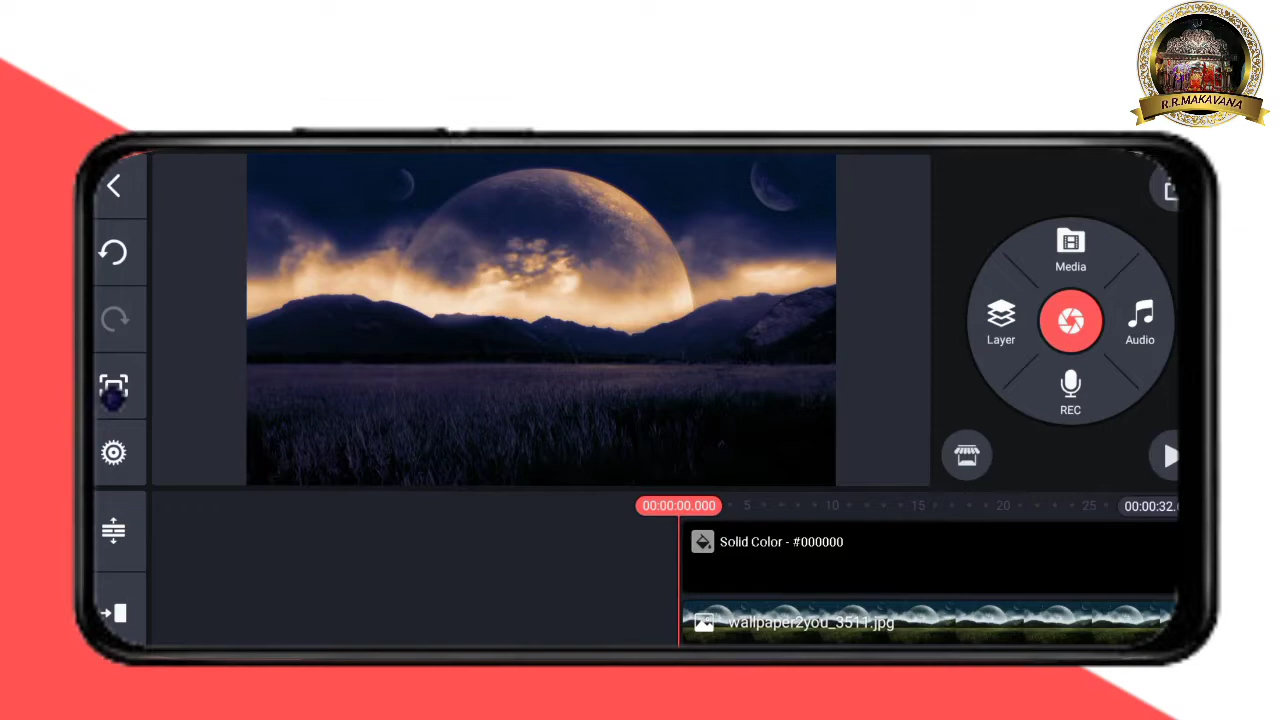 R.R.MAKAVANA
Media
Layer
Audio
REC
00:00:00.000
5
10
15
20
25
00:00:32.
Solid Color - #000000
wallpaper2you_3511.jpg